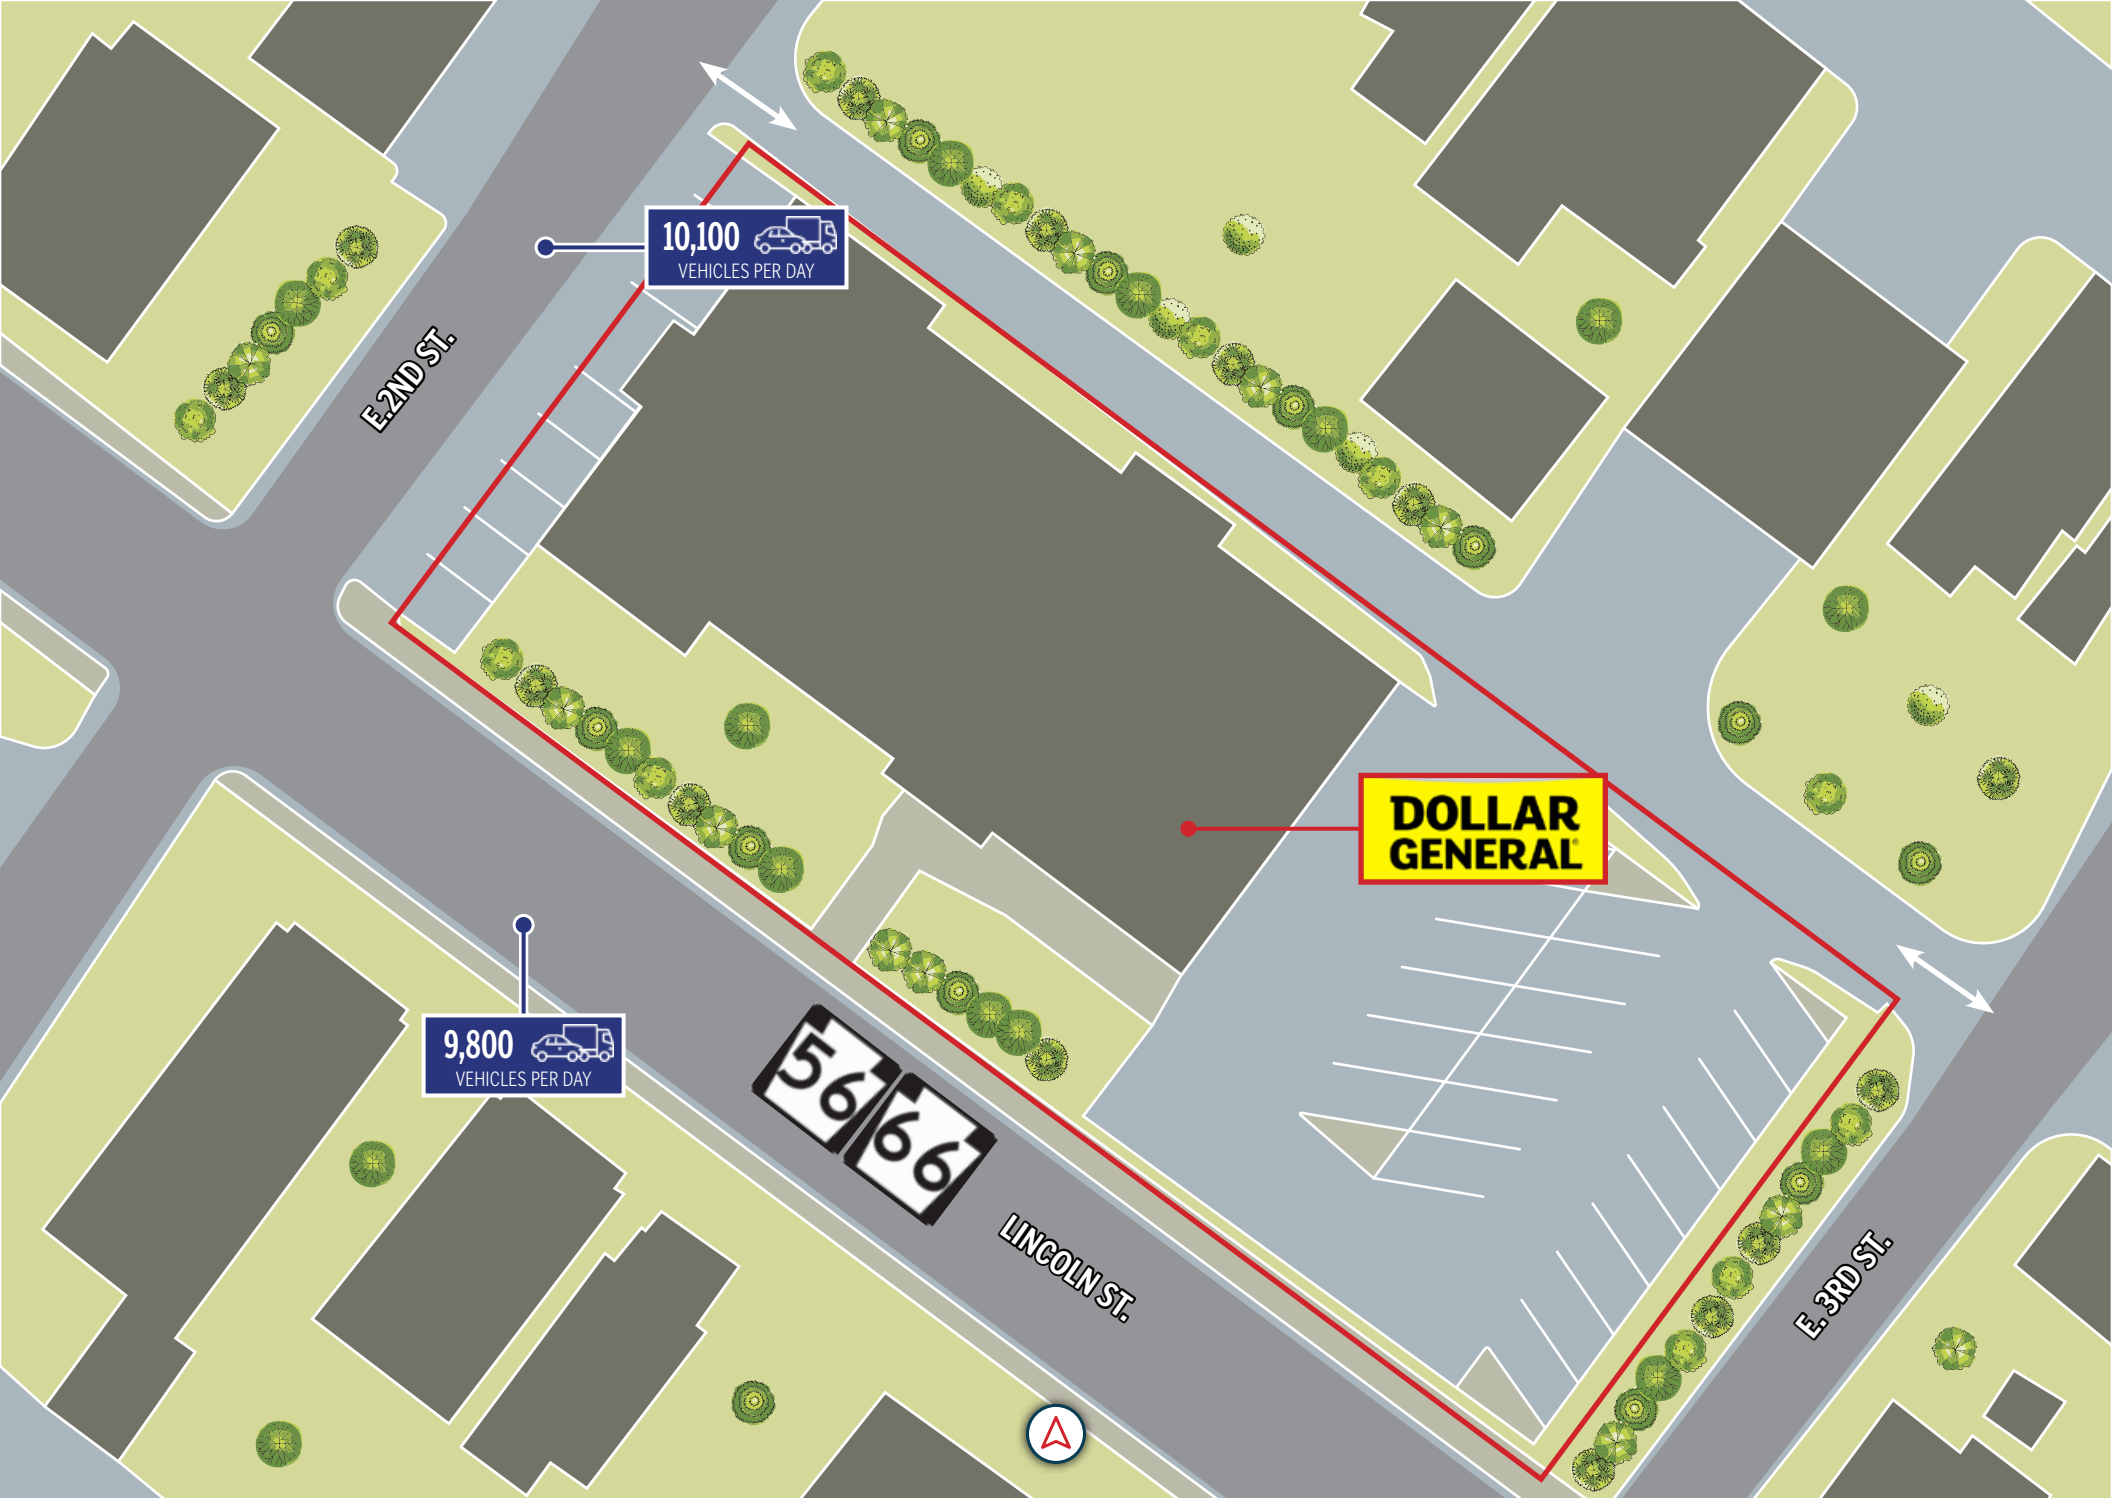 10,100
VEHICLES PER DAY
E.2ND ST.
DOLLAR
GENERAL
9,800
VEHICLES PER DAY
56
66
LINCOLN ST.
E. 3RD ST.